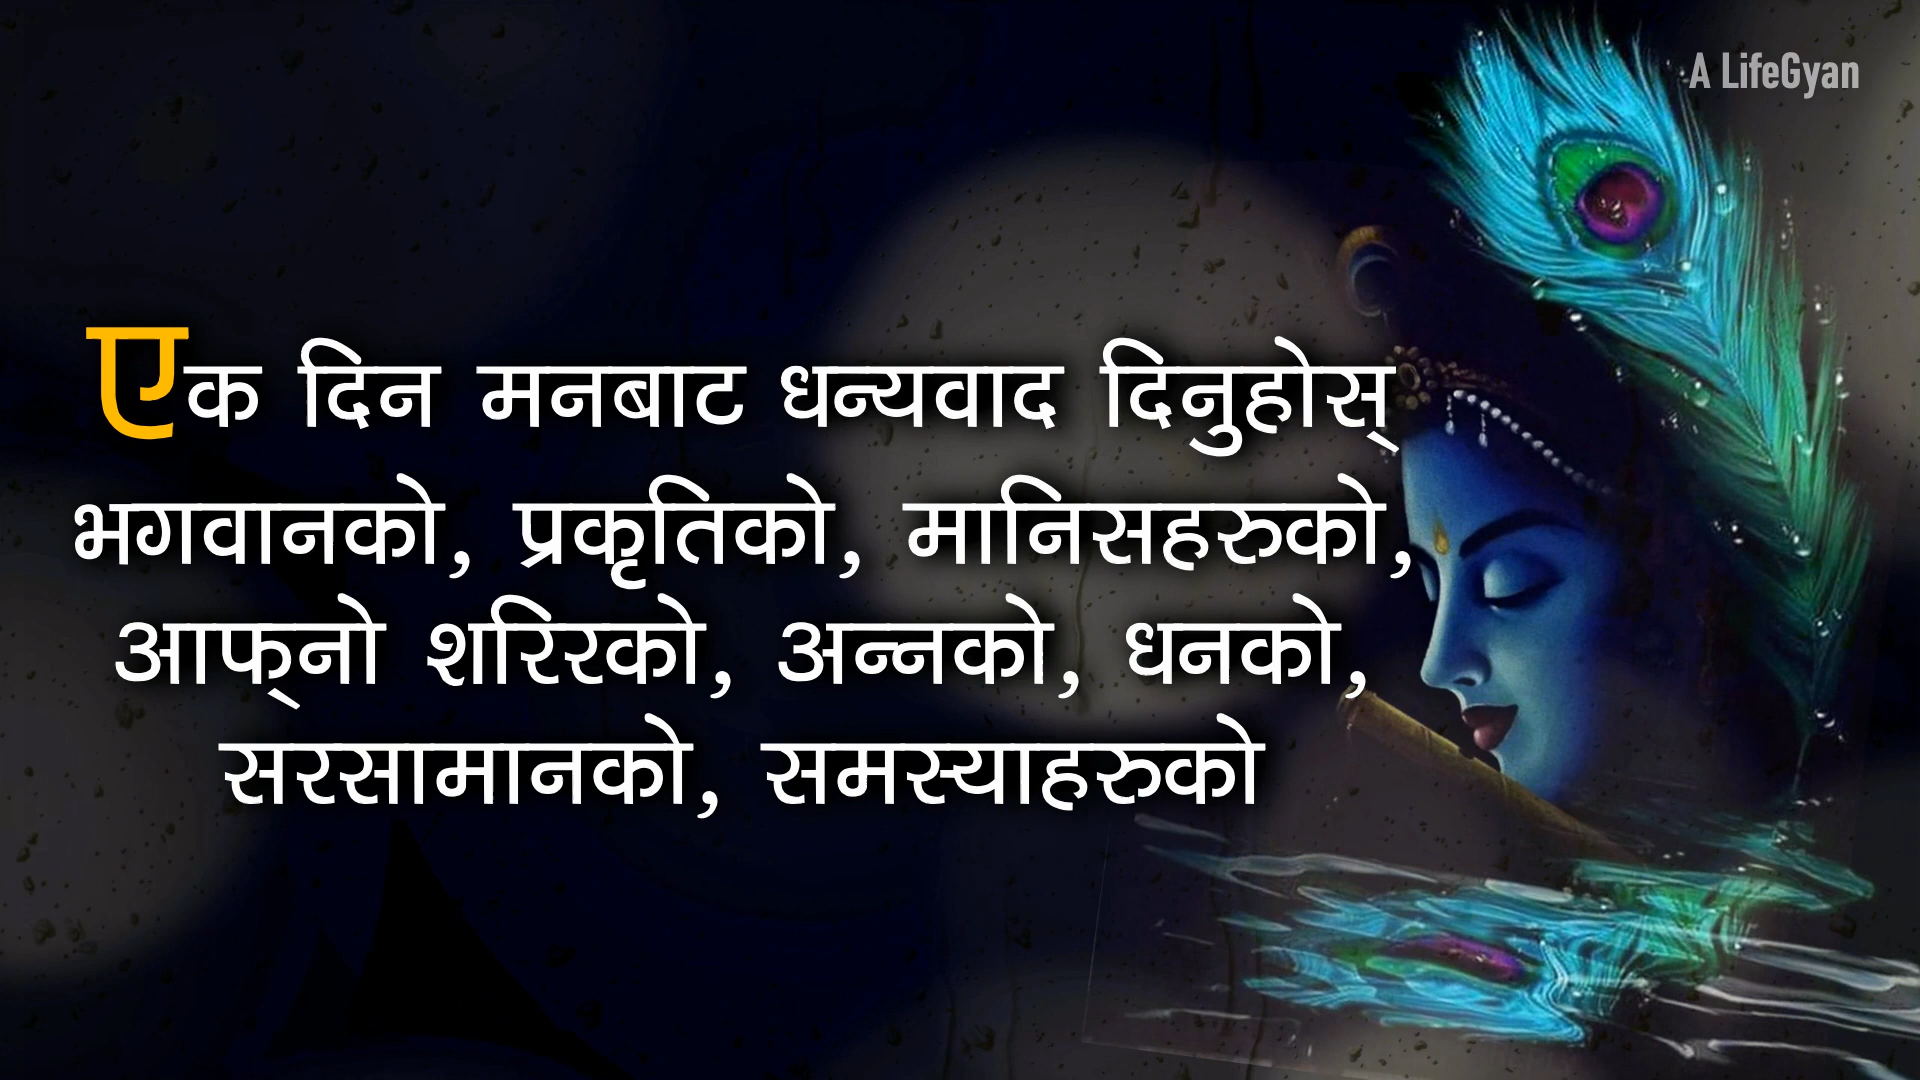 A LifeGyan
एक दिन मनबाट धन्यवाद दिनुहोस्
भगवानको, प्रकृतिको, मानिसहरुको,
आफ्नो शरिरको, अन्नको, धनको,
सरसामानको, समस्याहरुको